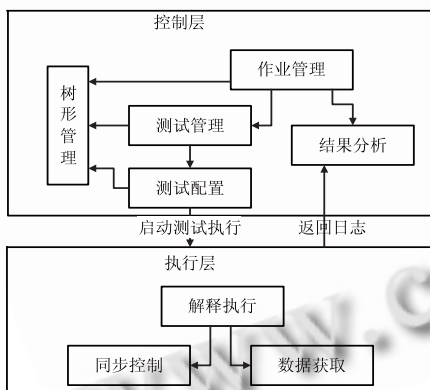 控制层
作业管理
树形管理
测试管理
结果分析
测试配置
启动测试执行
返回日志
执行层
解释执行
同步控制
数据获取
www.c